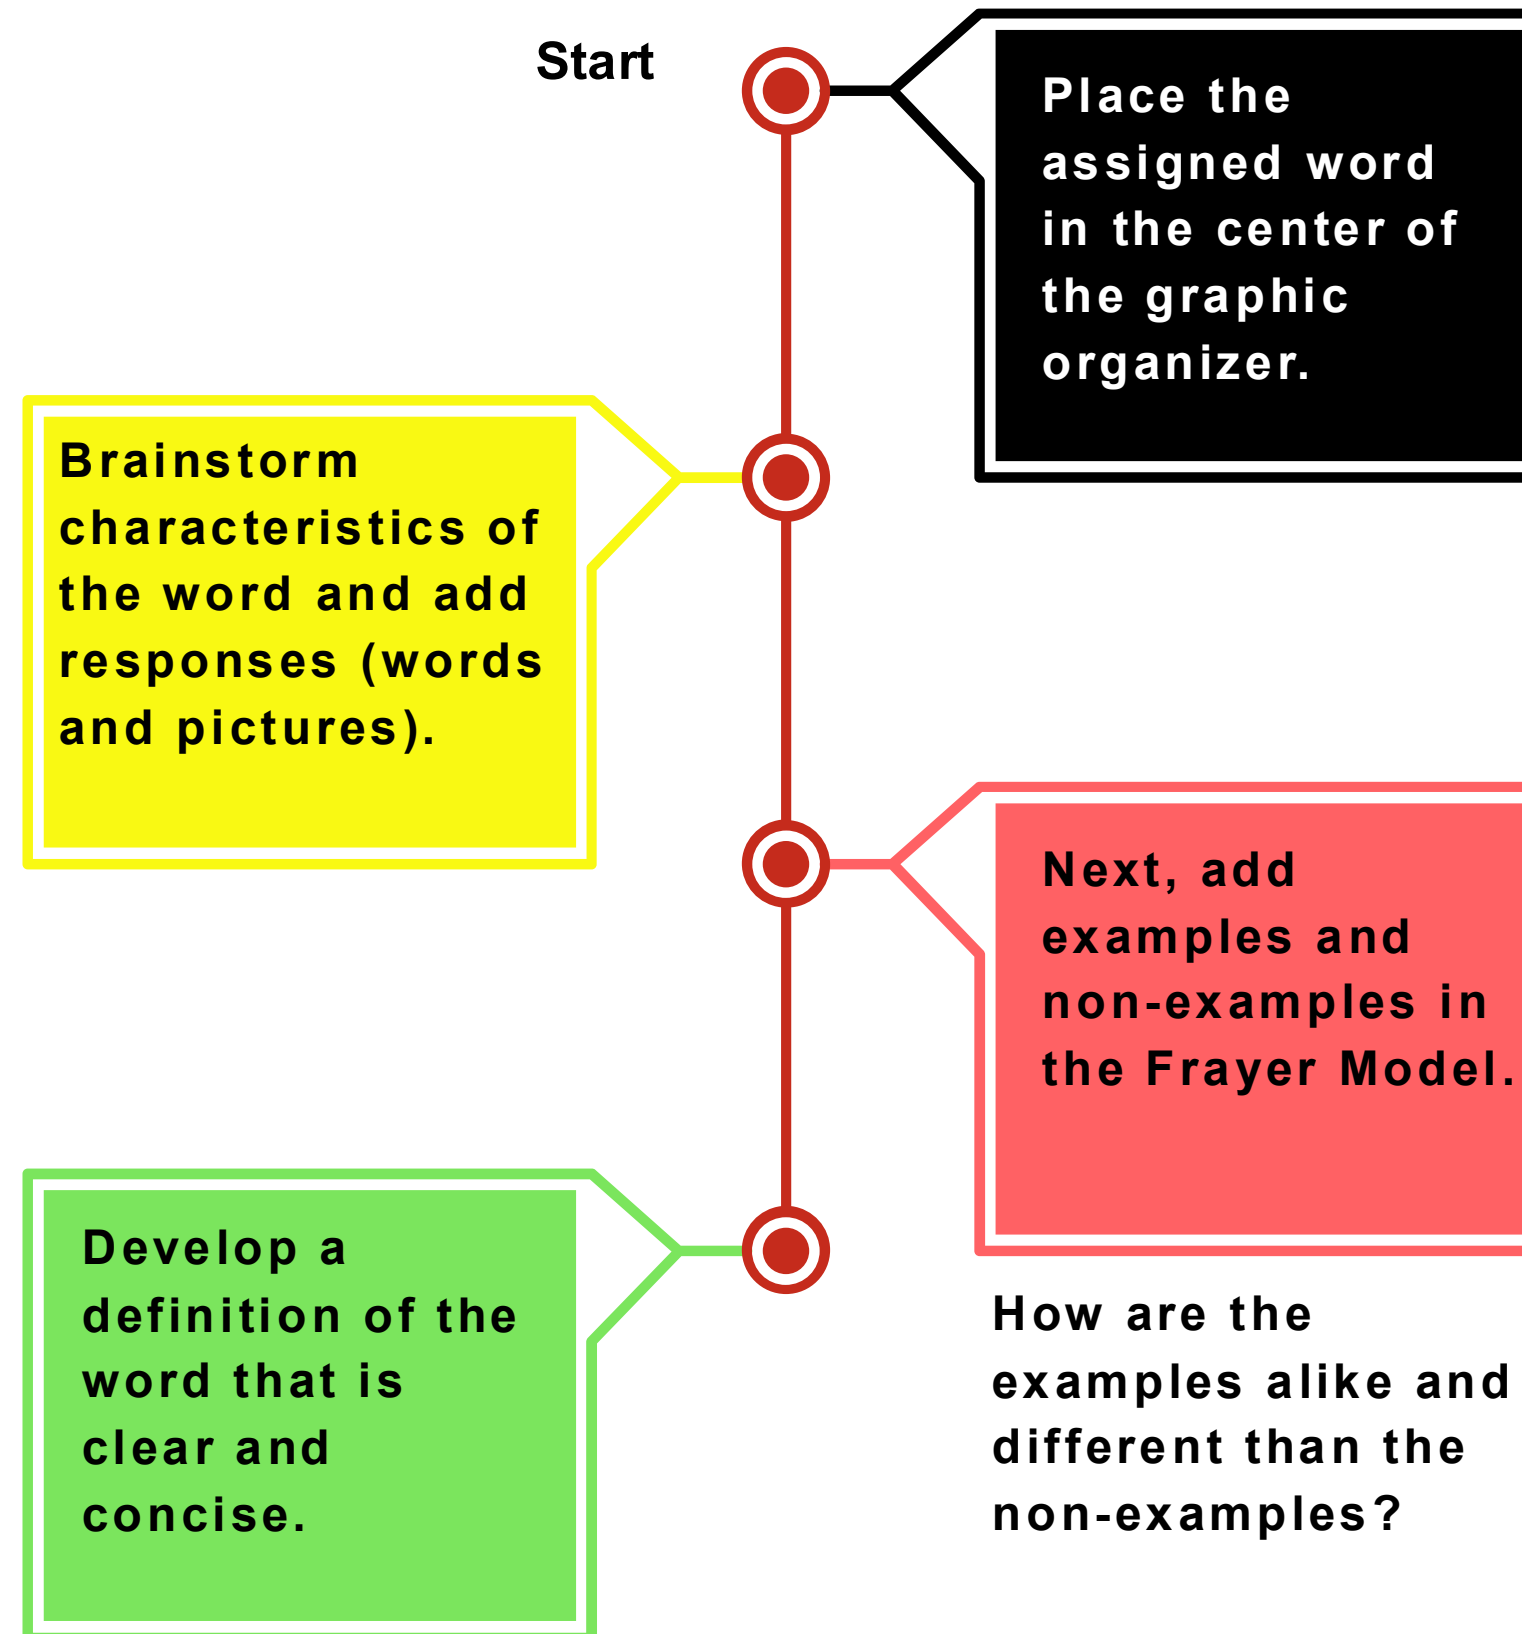 Start
Place the
assigned word
in the center of
the graphic
organizer.
Brainstorm
characteristics of
the word and add
responses (words
and pictures).
Next, add
examples and
non-examples in
the Frayer Model.
Develop a
definition of the
word that is
clear and
concise.
How are the
examples alike and
different than the
non-examples?